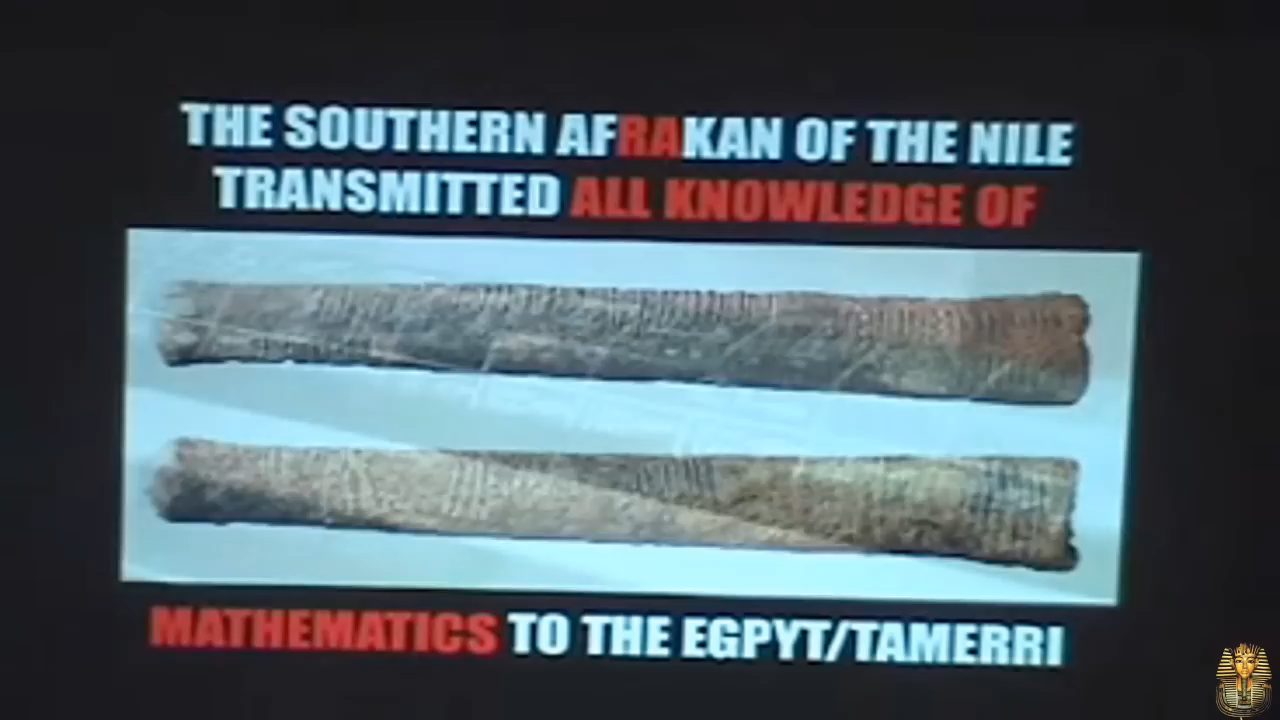 THE SOUTHERN AFRAKAN OF THE NILE
TRANSMITTED ALL KNOWLEDGE OF
MATHEMATICS TO THE EGPYT/TAMERRI